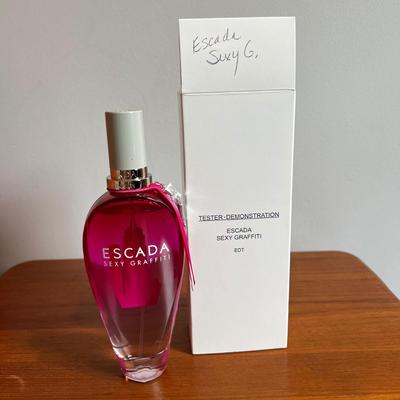 Escada
Sexy G.
TESTER-DEMONSTRATION
ESCADA
SEXY GRAFFITI
EDT
ESCADA
SEXY GRAFFITI